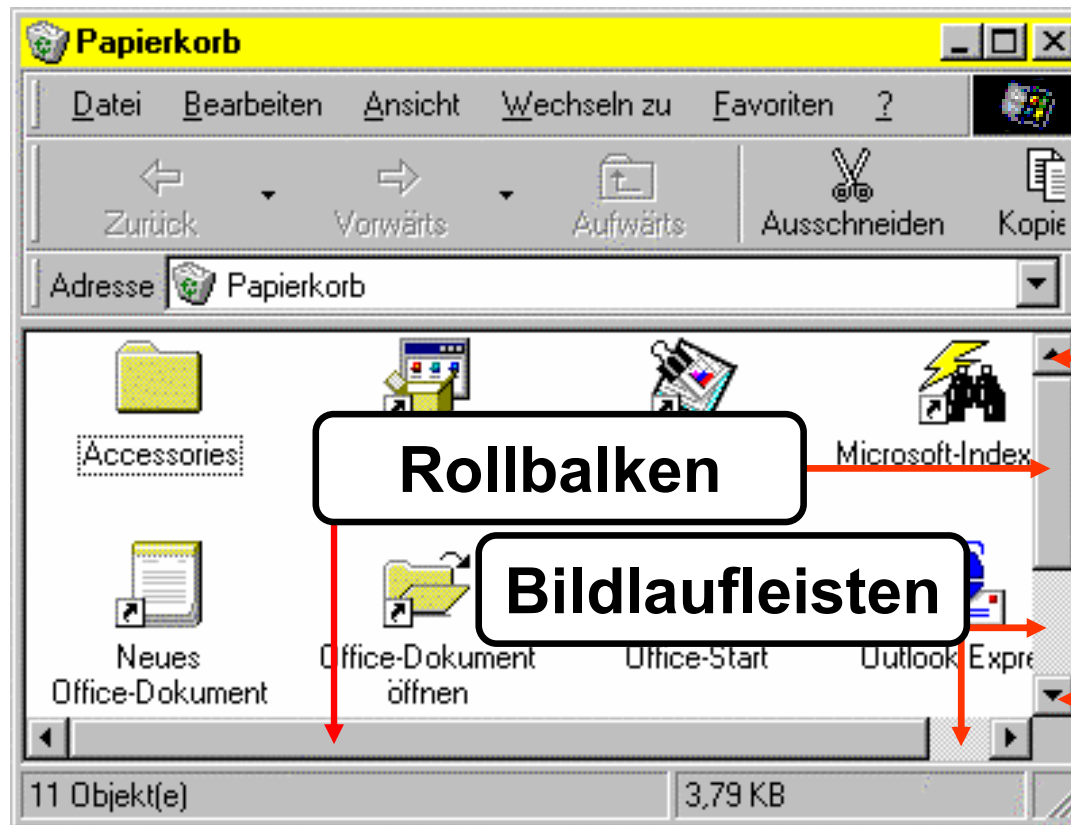 Papierkorb
Datei Bearbeiten Ansicht Wechseln zu Favoriten ?
Zurück Vorwärts Aufwärts Ausschneiden Kopie
Adresse Papierkorb
Accessories Microsoft-Index
Rollbalken
Bildlaufleisten
Neues Office-Dokument Office-Start Outlook Expre
Office-Dokument öffnen
11 Objekt(e) 3,79 KB